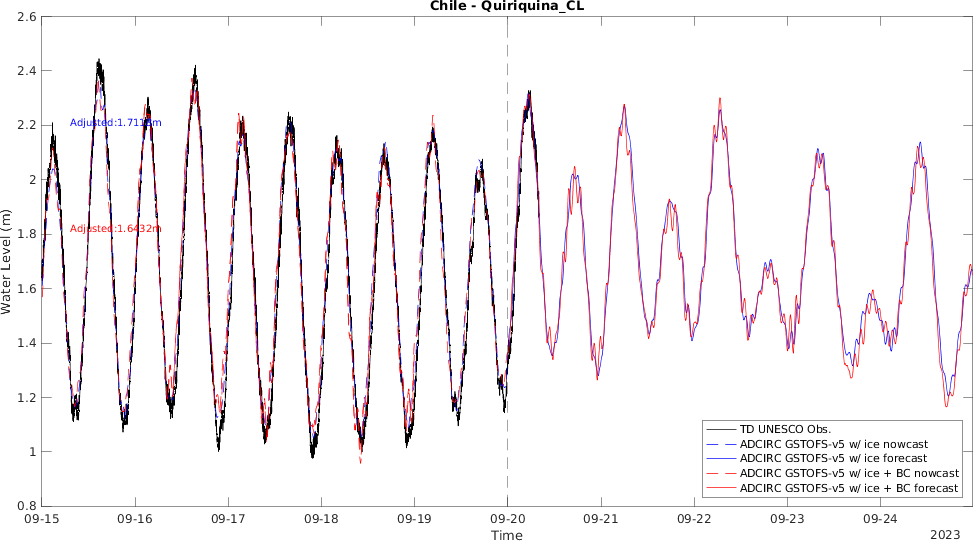 Chile - Quiriquina_CL
2.6
2.4
2.2
2
1.8
1.6
1.4
1.2
1
0.8
Water Level (m)
Adjusted:1.6432m
TD UNESCO Obs.
ADCIRC GSTOFS-v5 w/ ice nowcast
ADCIRC GSTOFS-v5 w/ ice forecast
ADCIRC GSTOFS-v5 w/ ice + BC nowcast
ADCIRC GSTOFS-v5 w/ ice + BC forecast
09-15 09-16 09-17 09-18 09-19 09-20 09-21 09-22 09-23 09-24
Time
2023